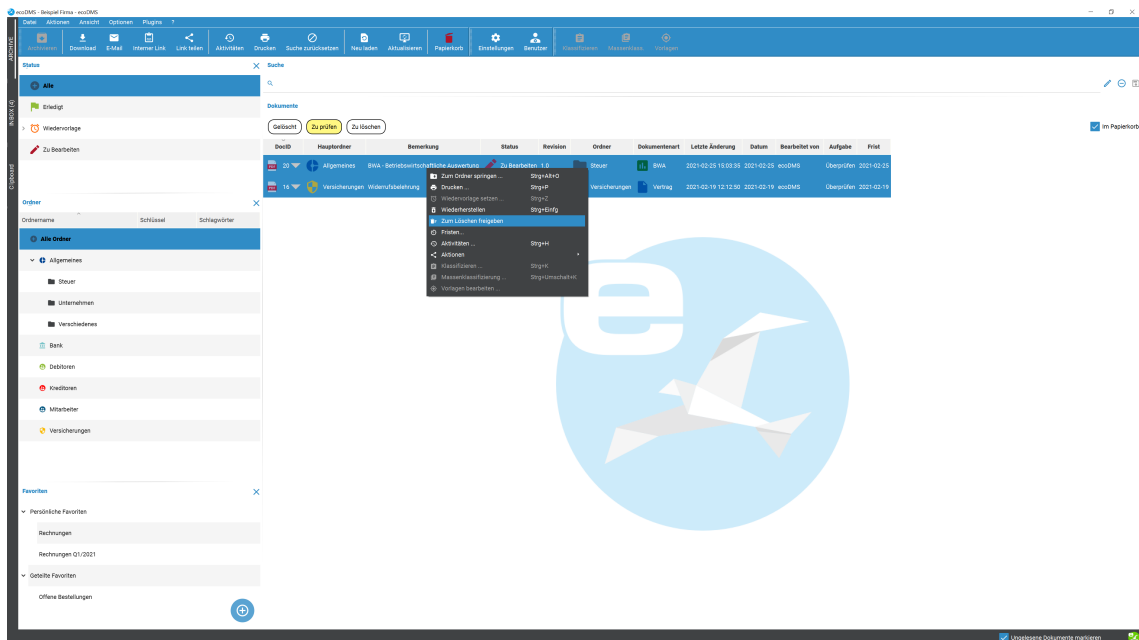 ecoDMS - Beispiel Firma - ecoDMS
Datei Aktionen Ansicht Optionen Plugins ?
Archivieren Download E-Mail Interner Link Link teilen Aktivitäten Drucken Suche zurücksetzen Neu laden Aktualisieren Papierkorb Einstellungen Benutzer Klassifizieren Massenklass. Vorlagen
ARCHIVE
INBOX (4)
Clipboard
Status
Alle
Erledigt
Wiedervorlage
Zu Bearbeiten
Ordner
Ordnername Schlüssel Schlagwörter
Alle Ordner
Allgemeines
Steuer
Unternehmen
Verschiedenes
Bank
Debitoren
Kreditoren
Mitarbeiter
Versicherungen
Favoriten
Persönliche Favoriten
Rechnungen
Rechnungen Q1/2021
Geteilte Favoriten
Offene Bestellungen
Suche
Dokumente
Gelöscht Zu prüfen Zu löschen
Im Papierkorb
DocID Hauptordner Bemerkung Status Revision Ordner Dokumentenart Letzte Änderung Datum Bearbeitet von Aufgabe Frist
20 Allgemeines BWA - Betriebswirtschaftliche Auswertung Zu Bearbeiten 1.0 Steuer BWA 2021-02-25 15:03:35 2021-02-25 ecoDMS Überprüfen 2021-02-25
16 Versicherungen Widerrufsbelehrung Versicherungen Vertrag 2021-02-19 12:12:50 2021-02-19 ecoDMS Überprüfen 2021-02-19
Zum Ordner springen ... Strg+Alt+O
Drucken ... Strg+P
Wiedervorlage setzen ... Strg+Z
Wiederherstellen Strg+Einfg
Zum Löschen freigeben
Fristen...
Aktivitäten ... Strg+H
Aktionen
Klassifizieren ... Strg+K
Massenklassifizierung ... Strg+Umschalt+K
Vorlagen bearbeiten ...
e
Ungelesene Dokumente markieren